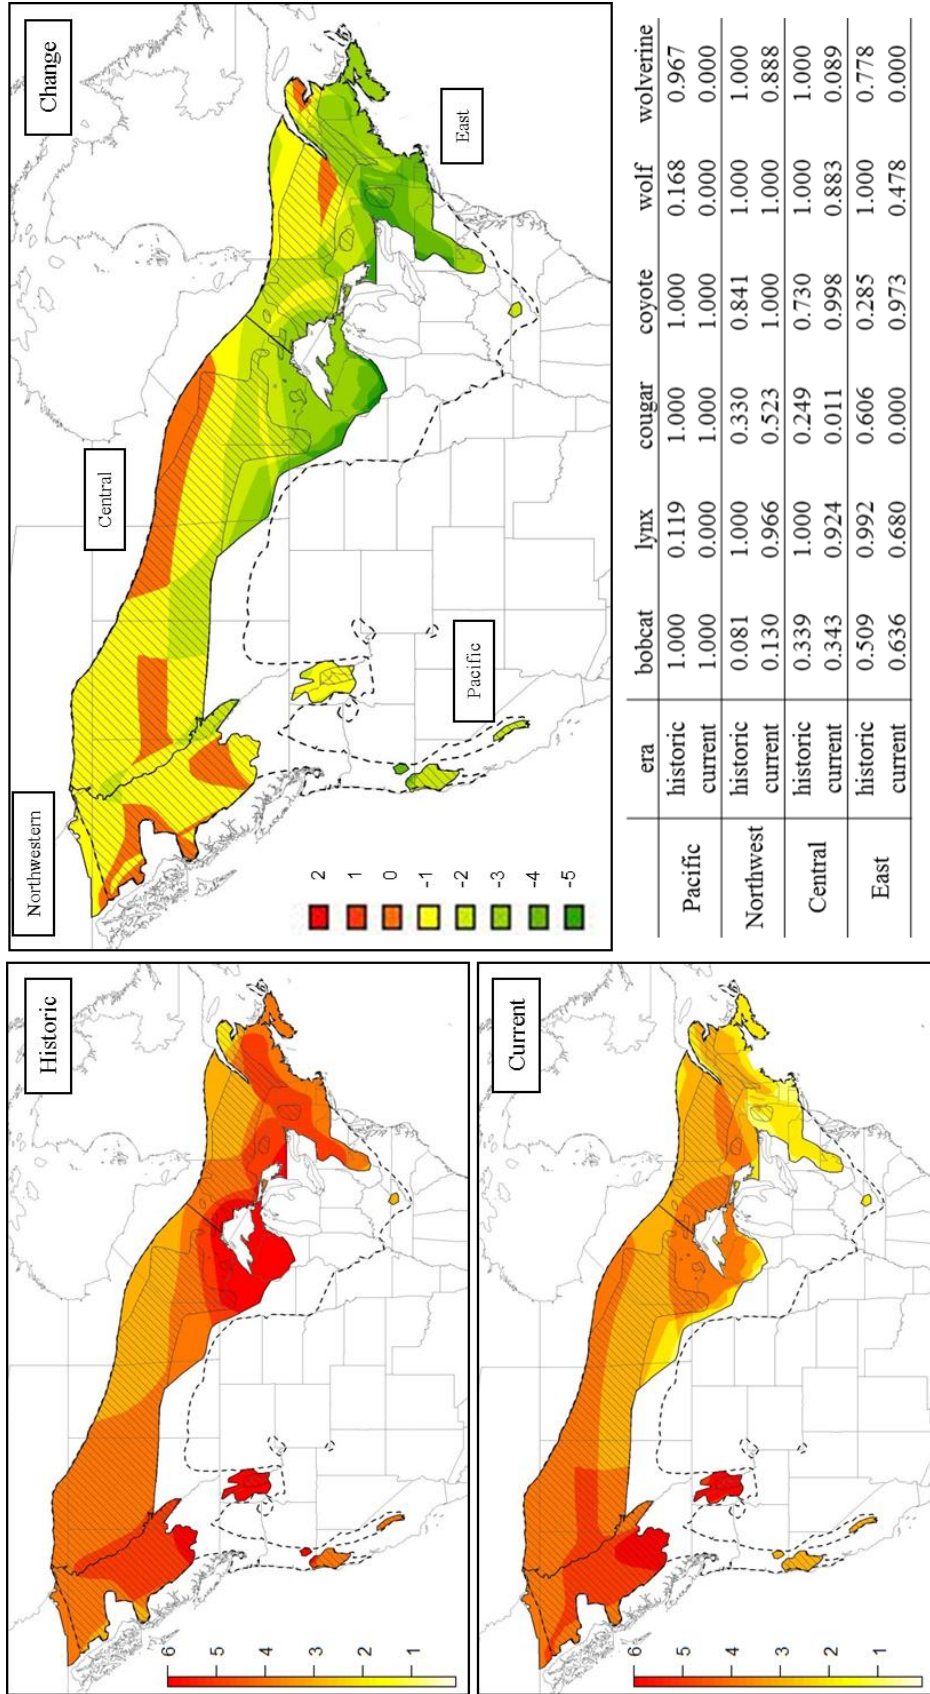 Historic
6
5
4
3
2
1
Current
6
5
4
3
2
1
Change
Northwestern
Central
East
Pacific
2
1
0
-1
-2
-3
-4
-5
era bobcat lynx cougar coyote wolf wolverine
Pacific historic 1.000 0.119 1.000 1.000 0.168 0.967
current 1.000 0.000 1.000 1.000 0.000 0.000
Northwest historic 0.081 1.000 0.330 0.841 1.000 1.000
current 0.130 0.966 0.523 1.000 1.000 0.888
Central historic 0.339 1.000 0.249 0.730 1.000 1.000
current 0.343 0.924 0.011 0.998 0.883 0.089
East historic 0.509 0.992 0.606 0.285 1.000 0.778
current 0.636 0.680 0.000 0.973 0.478 0.000